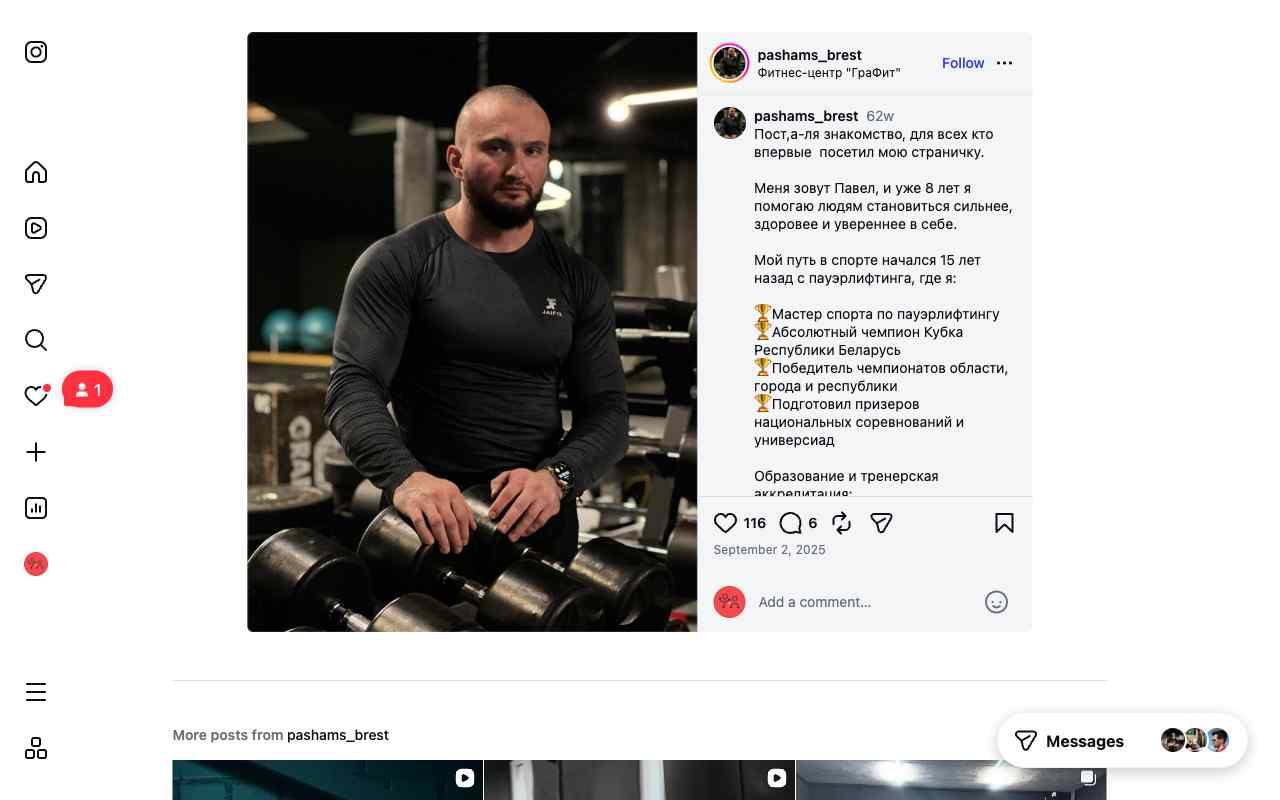 pashams_brest
Фитнес-центр "ГраФит"
Follow
pashams_brest 62w
Пост,а-ля знакомство, для всех кто
впервые посетил мою страничку.
Меня зовут Павел, и уже 8 лет я
помогаю людям становиться сильнее,
здоровее и увереннее в себе.
Мой путь в спорте начался 15 лет
назад с пауэрлифтинга, где я:
🏆Мастер спорта по пауэрлифтингу
🏆Абсолютный чемпион Кубка
Республики Беларусь
🏆Победитель чемпионатов области,
города и республики
🏆Подготовил призеров
национальных соревнований и
универсиад
Образование и тренерская
аккредитация:
116 6
September 2, 2025
Add a comment...
1
JAIFIT
More posts from pashams_brest
Messages